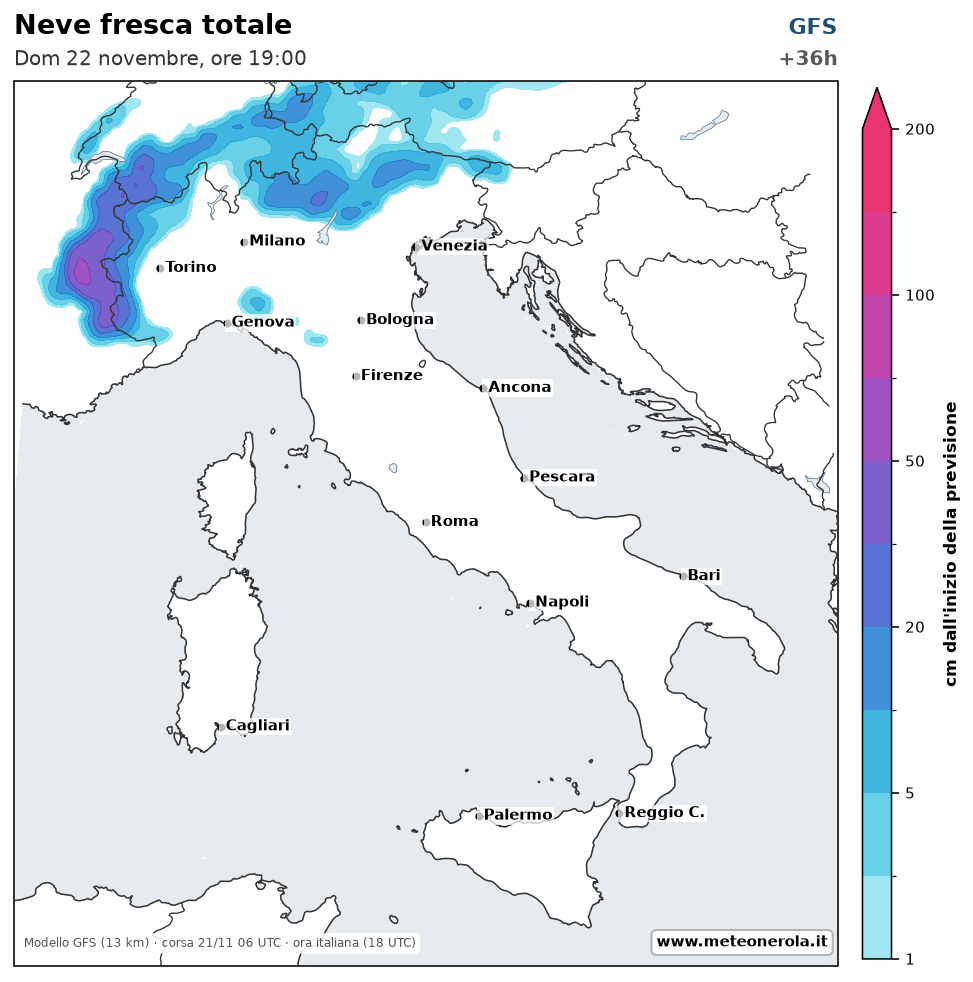 Neve fresca totale
GFS
Dom 22 novembre, ore 19:00
+36h
200
100
50
20
5
1
cm dall'inizio della previsione
Milano
Venezia
Torino
Genova
Bologna
Firenze
Ancona
Pescara
Roma
Bari
Napoli
Cagliari
Palermo
Reggio C.
Modello GFS (13 km) · corsa 21/11 06 UTC · ora italiana (18 UTC)
www.meteonerola.it